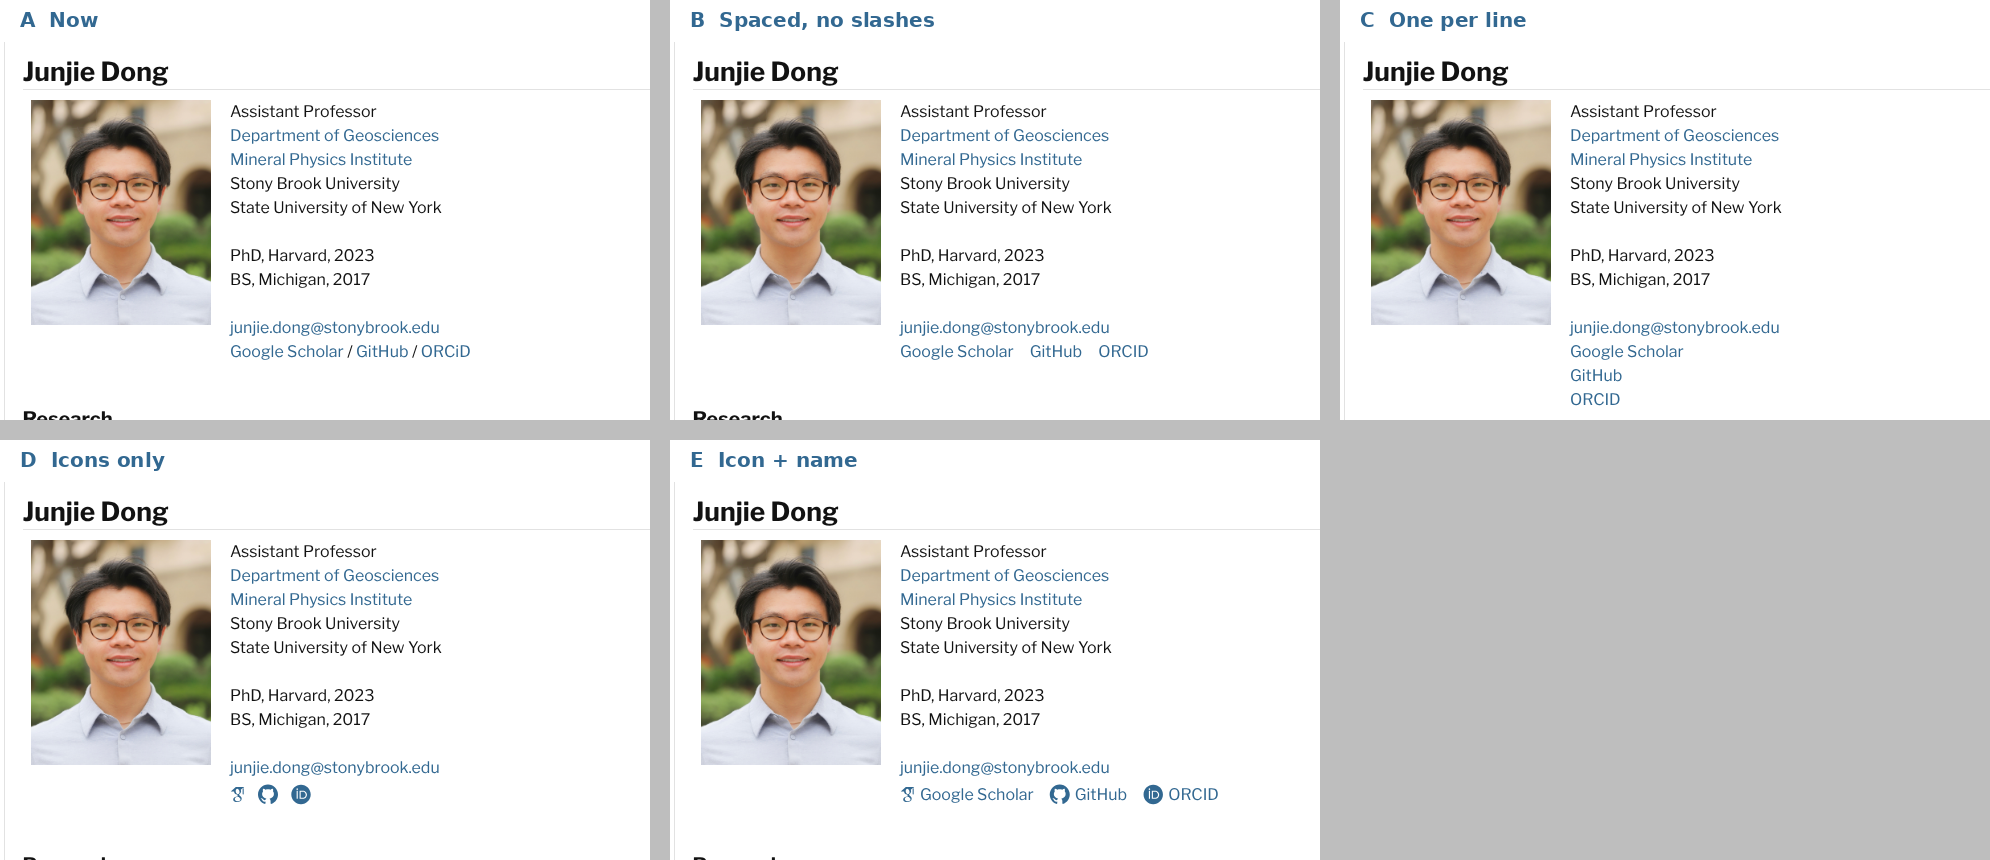 A Now
Junjie Dong
Assistant Professor
Department of Geosciences
Mineral Physics Institute
Stony Brook University
State University of New York
PhD, Harvard, 2023
BS, Michigan, 2017
junjie.dong@stonybrook.edu
Google Scholar / GitHub / ORCiD
Research
B Spaced, no slashes
Junjie Dong
Assistant Professor
Department of Geosciences
Mineral Physics Institute
Stony Brook University
State University of New York
PhD, Harvard, 2023
BS, Michigan, 2017
junjie.dong@stonybrook.edu
Google Scholar GitHub ORCID
Research
C One per line
Junjie Dong
Assistant Professor
Department of Geosciences
Mineral Physics Institute
Stony Brook University
State University of New York
PhD, Harvard, 2023
BS, Michigan, 2017
junjie.dong@stonybrook.edu
Google Scholar
GitHub
ORCID
D Icons only
Junjie Dong
Assistant Professor
Department of Geosciences
Mineral Physics Institute
Stony Brook University
State University of New York
PhD, Harvard, 2023
BS, Michigan, 2017
junjie.dong@stonybrook.edu
iD
E Icon + name
Junjie Dong
Assistant Professor
Department of Geosciences
Mineral Physics Institute
Stony Brook University
State University of New York
PhD, Harvard, 2023
BS, Michigan, 2017
junjie.dong@stonybrook.edu
Google Scholar GitHub iD ORCID